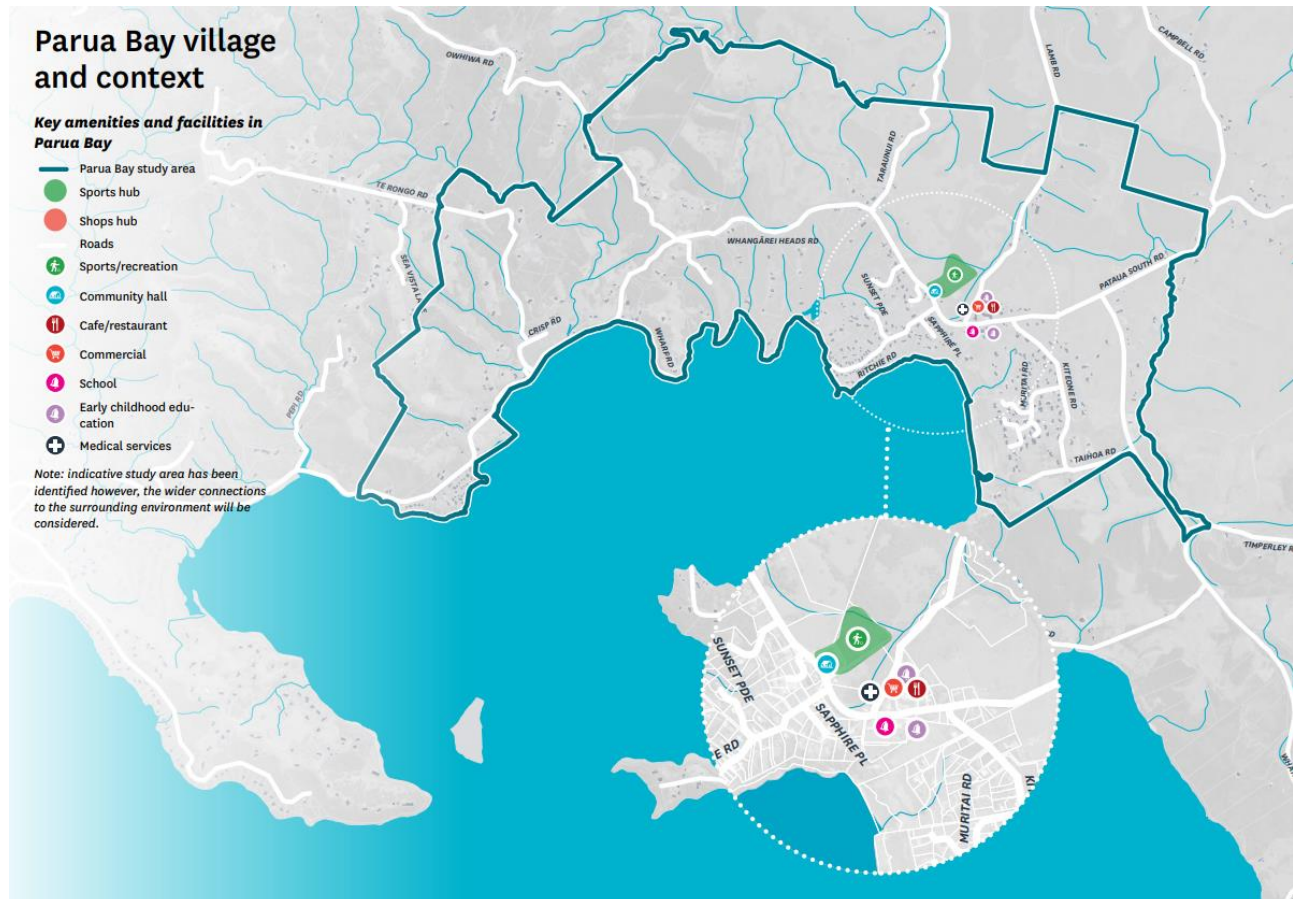 Parua Bay village
and context
Key amenities and facilities in
Parua Bay
Parua Bay study area
Sports hub
Shops hub
Roads
Sports/recreation
Community hall
Cafe/restaurant
Commercial
School
Early childhood edu-
cation
Medical services
Note: indicative study area has been
identified however, the wider connections
to the surrounding environment will be
considered.
OWHIWA RD
LAMB RD
CAMPBELL RD
TARAUNUI RD
TE RONGO RD
WHANGĀREI HEADS RD
SEA VISTA LA
PATAUA SOUTH RD
SUNSET PDE
CRISP RD
WHARF RD
SAPPHIRE PL
RITCHIE RD
MURITAI RD
KITEONE RD
PEPI RD
TAIHOA RD
TIMPERLEY R
D
SUNSET PDE
SAPPHIRE PL
E RD
MURITAI RD
KI